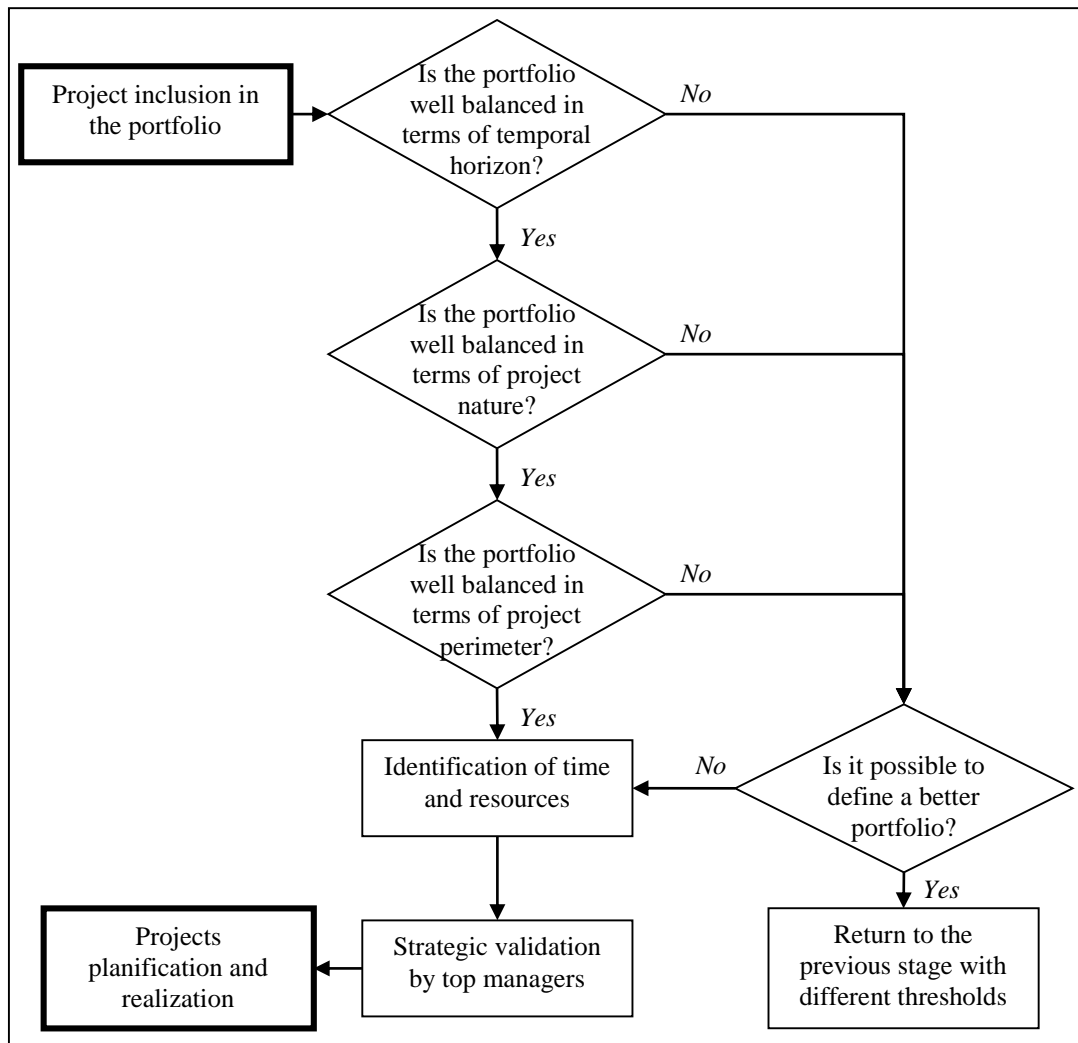 Project inclusion in
the portfolio
Is the portfolio
well balanced in
terms of temporal
horizon?
No
Yes
Is the portfolio
well balanced in
terms of project
nature?
No
Yes
Is the portfolio
well balanced in
terms of project
perimeter?
No
Yes
Identification of time
and resources
No
Is it possible to
define a better
portfolio?
Yes
Projects
planification and
realization
Strategic validation
by top managers
Return to the
previous stage with
different thresholds